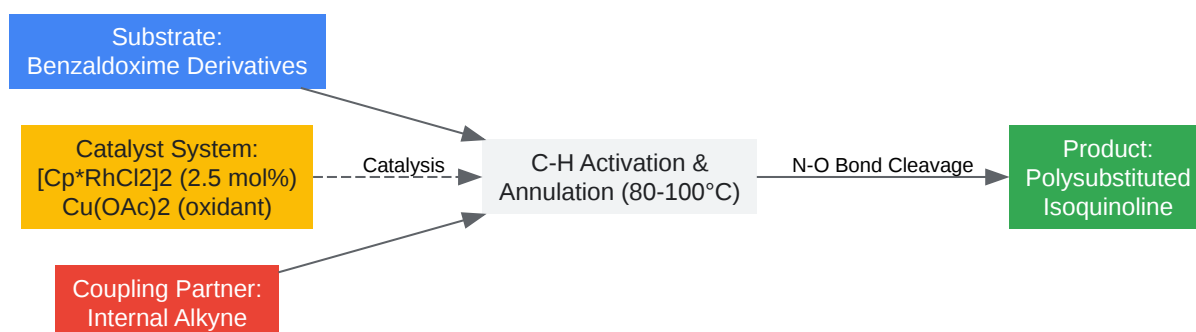 Substrate:
Benzaldoxime Derivatives
Catalyst System:
[Cp*RhCl2]2 (2.5 mol%)
Cu(OAc)2 (oxidant)
Coupling Partner:
Internal Alkyne
Catalysis
C-H Activation &
Annulation (80-100°C)
N-O Bond Cleavage
Product:
Polysubstituted
Isoquinoline